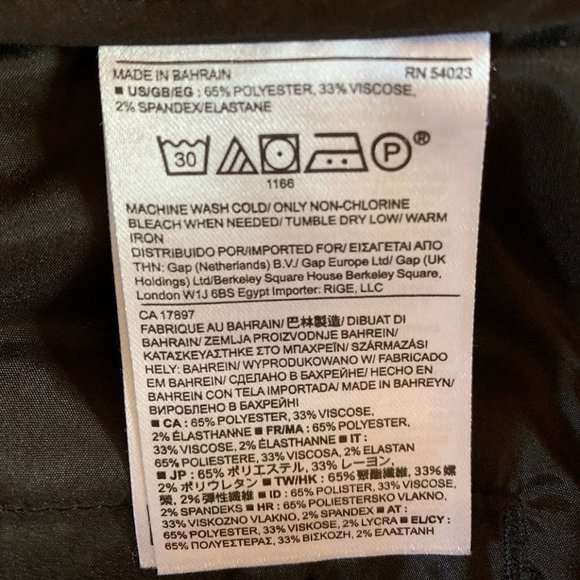 MADE IN BAHRAIN RN 54023
■ US/GB/EG : 65% POLYESTER, 33% VISCOSE,
2% SPANDEX/ELASTANE
30 P®
1166
MACHINE WASH COLD/ ONLY NON-CHLORINE
BLEACH WHEN NEEDED/ TUMBLE DRY LOW/ WARM
IRON
DISTRIBUIDO POR/IMPORTED FOR/ ΕΙΣΑΓΕΤΑΙ ΑΠΟ
ΤΗΝ: Gap (Netherlands) B.V./ Gap Europe Ltd/ Gap (UK
Holdings) Ltd/Berkeley Square House Berkeley Square,
London W1J 6BS Egypt Importer: RIGE, LLC
CA 17897
FABRIQUE AU BAHRAIN/ 巴林製造/ DIBUAT DI
BAHRAIN/ ZEMLJA PROIZVODNJE BAHREIN/
ΚΑΤΑΣΚΕΥΑΣΤΗΚΕ ΣΤΟ ΜΠΑΧΡΕΪΝ/ SZÁRMAZÁSI
HELY: BAHREIN/ WYPRODUKOWANO W/ FABRICADO
EM BAHREIN/ СДЕЛАНО В БАХРЕЙНЕ/ HECHO EN
BAHREIN CON TELA IMPORTADA/ MADE IN BAHREYN/
ВИРОБЛЕНО В БАХРЕЙНІ
■ CA : 65% POLYESTER, 33% VISCOSE,
2% ÉLASTHANNE ■ FR/MA : 65% POLYESTER,
33% VISCOSE, 2% ÉLASTHANNE ■ IT :
65% POLIESTERE, 33% VISCOSA, 2% ELASTAN
■ JP : 65% ポリエステル, 33% レーヨン,
2% ポリウレタン ■ TW/HK : 65% 聚酯纖維, 33% 嫘
縈, 2% 彈性纖維 ■ ID : 65% POLIISTER, 33% VISCOSE,
2% SPANDEKS ■ HR : 65% POLIESTERSKO VLAKNO,
33% VISKOZNO VLAKNO, 2% SPANDEKS ■ AT :
65% POLYESTER, 33% VISKOSE, 2% LYCRA ■ EL/CY :
65% ΠΟΛΥΕΣΤΕΡΑΣ, 33% ΒΙΣΚΟΖΗ, 2% ΕΛΑΣΤΑΝΗ